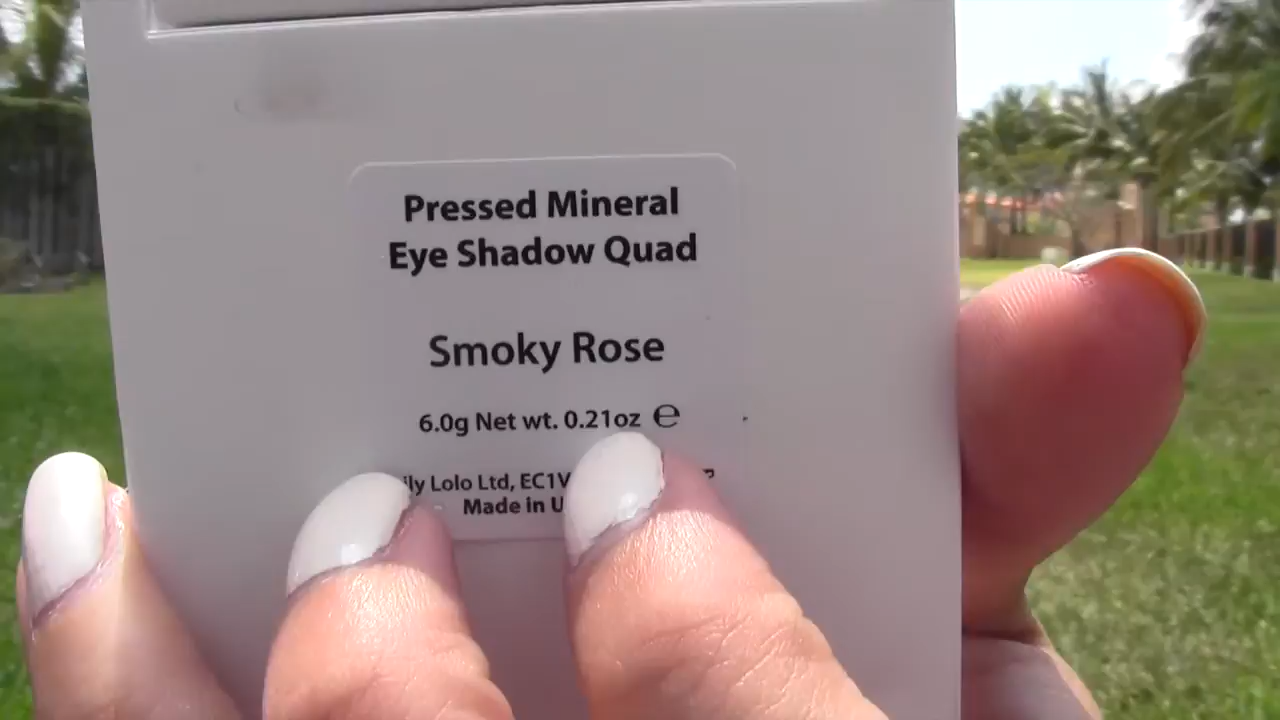 Pressed Mineral
Eye Shadow Quad
Smoky Rose
6.0g Net wt. 0.21oz ℮
Lolo Ltd, EC1V
Made in